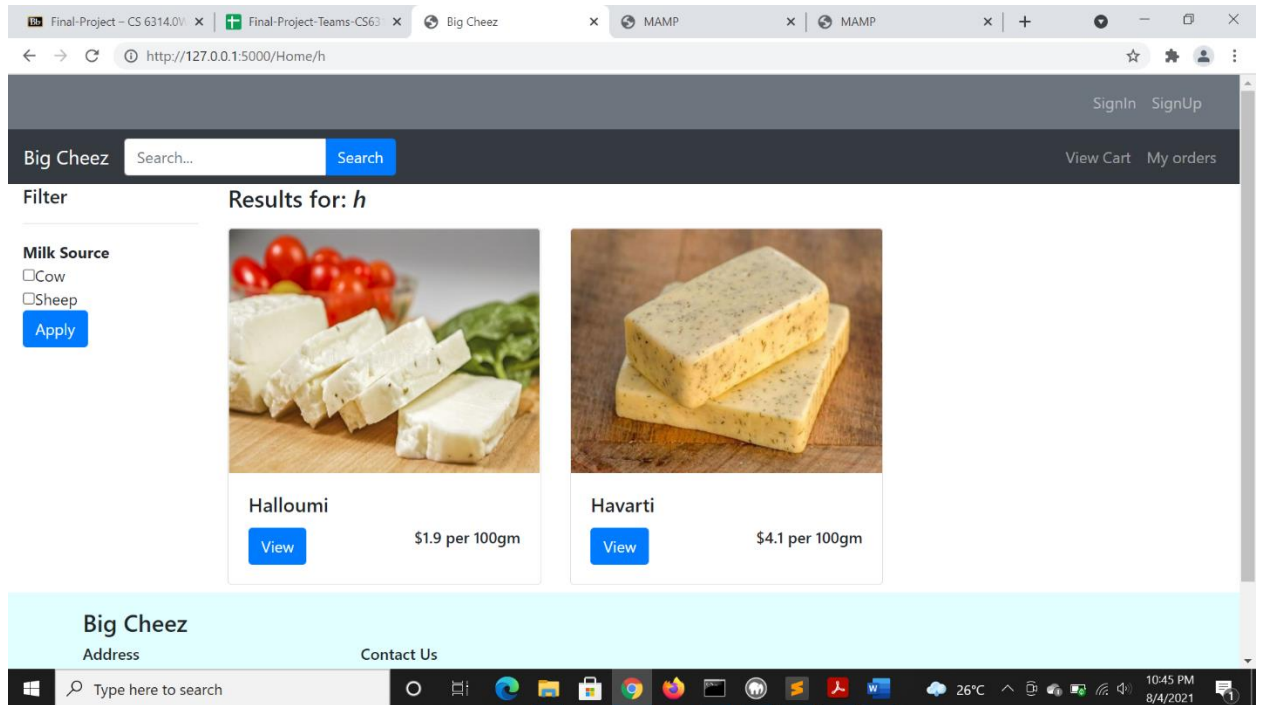 Final-Project – CS 6314.0W
Final-Project-Teams-CS63
Big Cheez
MAMP
MAMP
http://127.0.0.1:5000/Home/h
SignIn SignUp
Big Cheez Search... Search View Cart My orders
Filter
Results for: h
Milk Source
Cow
Sheep
Apply
Halloumi
View $1.9 per 100gm
Havarti
View $4.1 per 100gm
Big Cheez
Address Contact Us
Type here to search
26°C
10:45 PM
8/4/2021
1